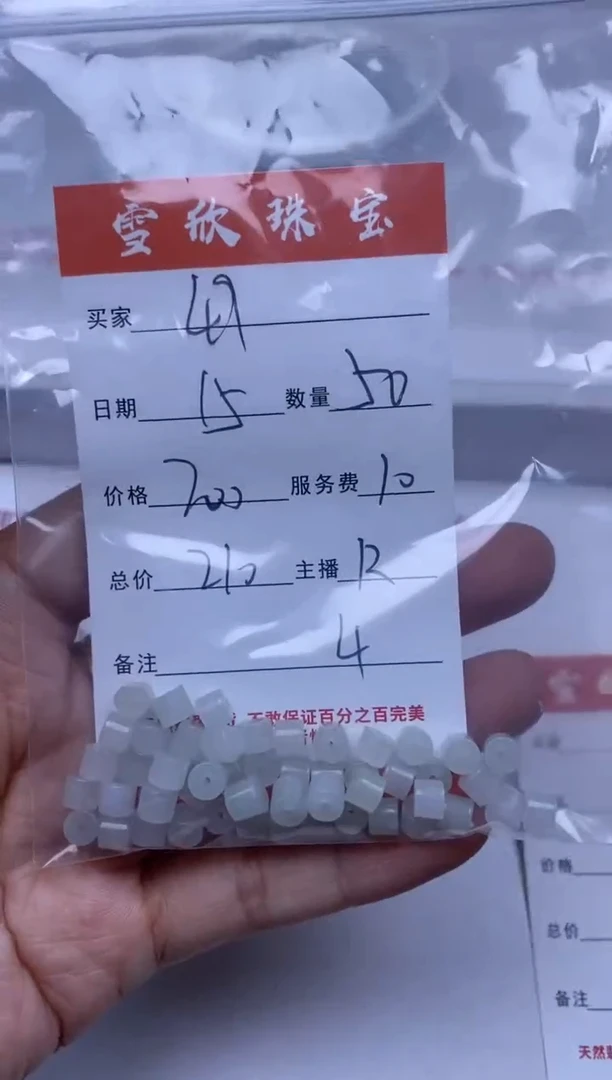 雪欣珠宝
买家 49
日期 15 数量 50
价格 200 服务费 10
总价 210 主播 12
备注 4
不敢保证百分之百完美
价格
总价
备注
天然